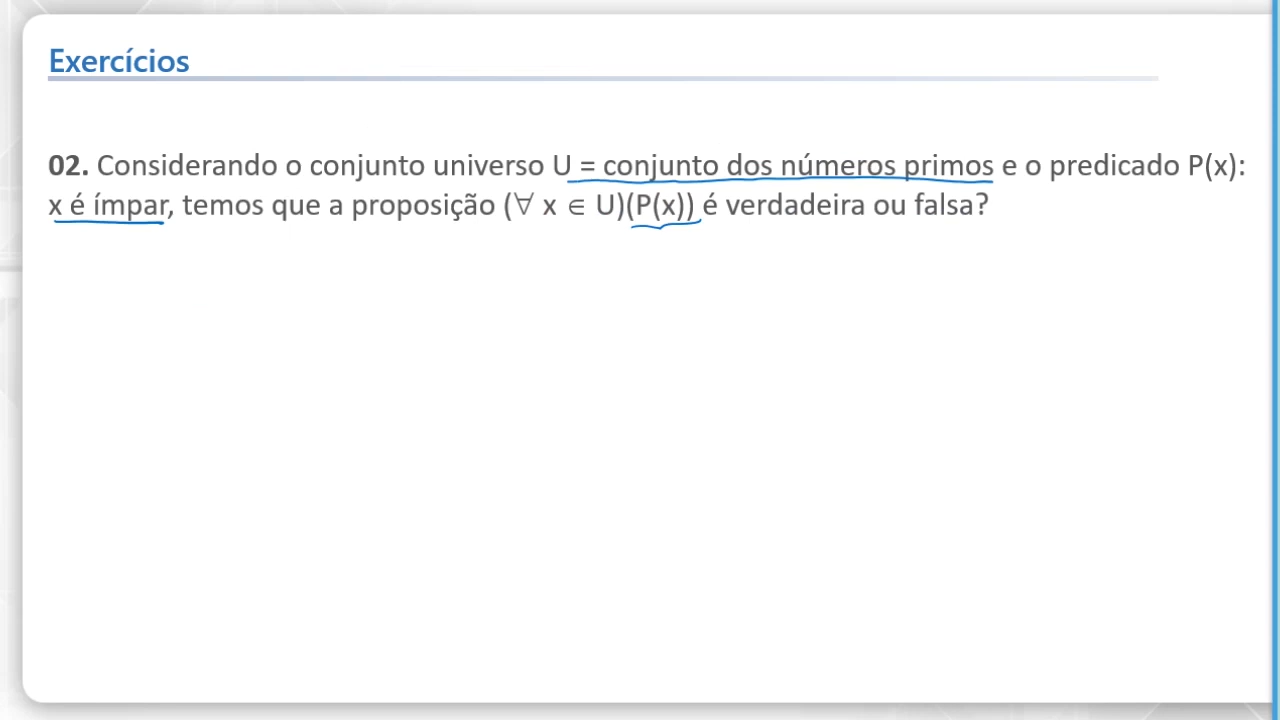 Exercícios
02. Considerando o conjunto universo U = conjunto dos números primos e o predicado P(x):
x é ímpar, temos que a proposição (∀ x ∈ U)(P(x)) é verdadeira ou falsa?